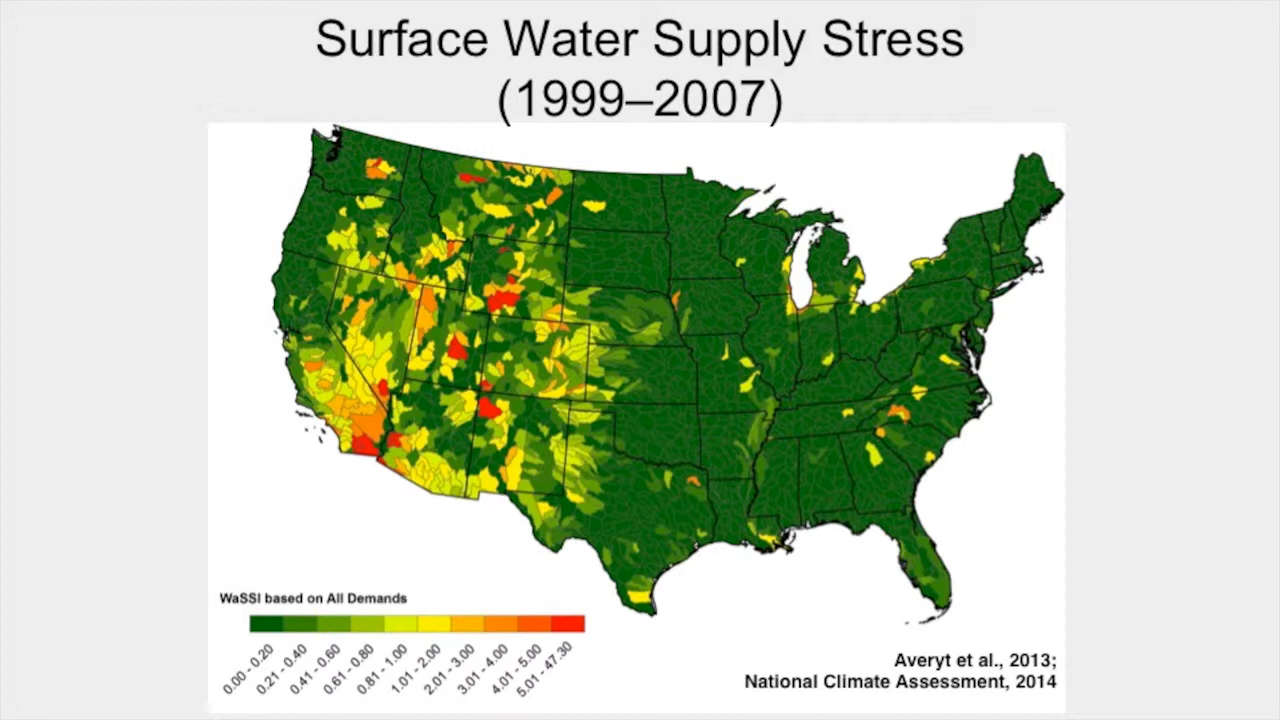 Surface Water Supply Stress
(1999–2007)
WaSSI based on All Demands
0.00 - 0.20
0.21 - 0.40
0.41 - 0.60
0.61 - 0.80
0.81 - 1.00
1.01 - 2.00
2.01 - 3.00
3.01 - 4.00
4.01 - 5.00
5.01 - 47.30
Averyt et al., 2013;
National Climate Assessment, 2014